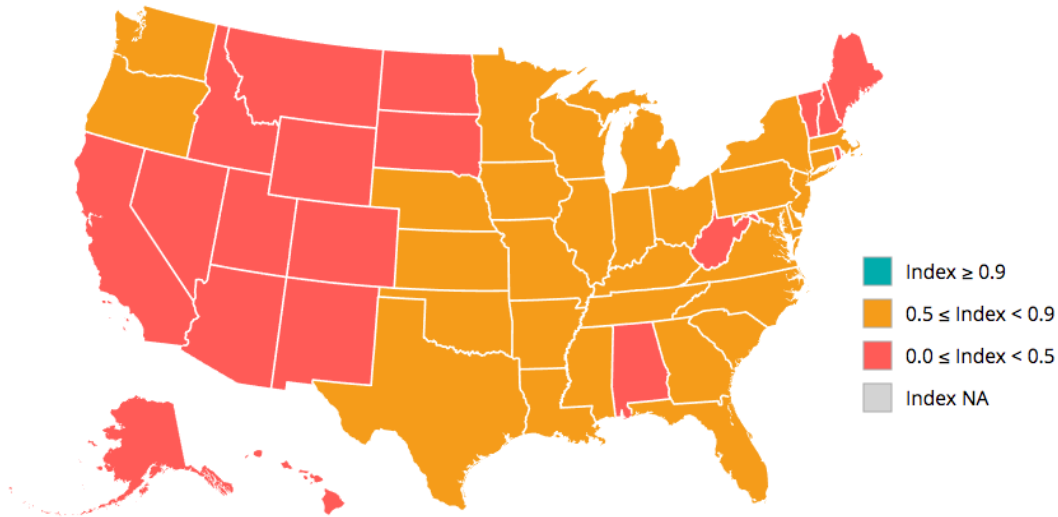 Index ≥ 0.9
0.5 ≤ Index < 0.9
0.0 ≤ Index < 0.5
Index NA